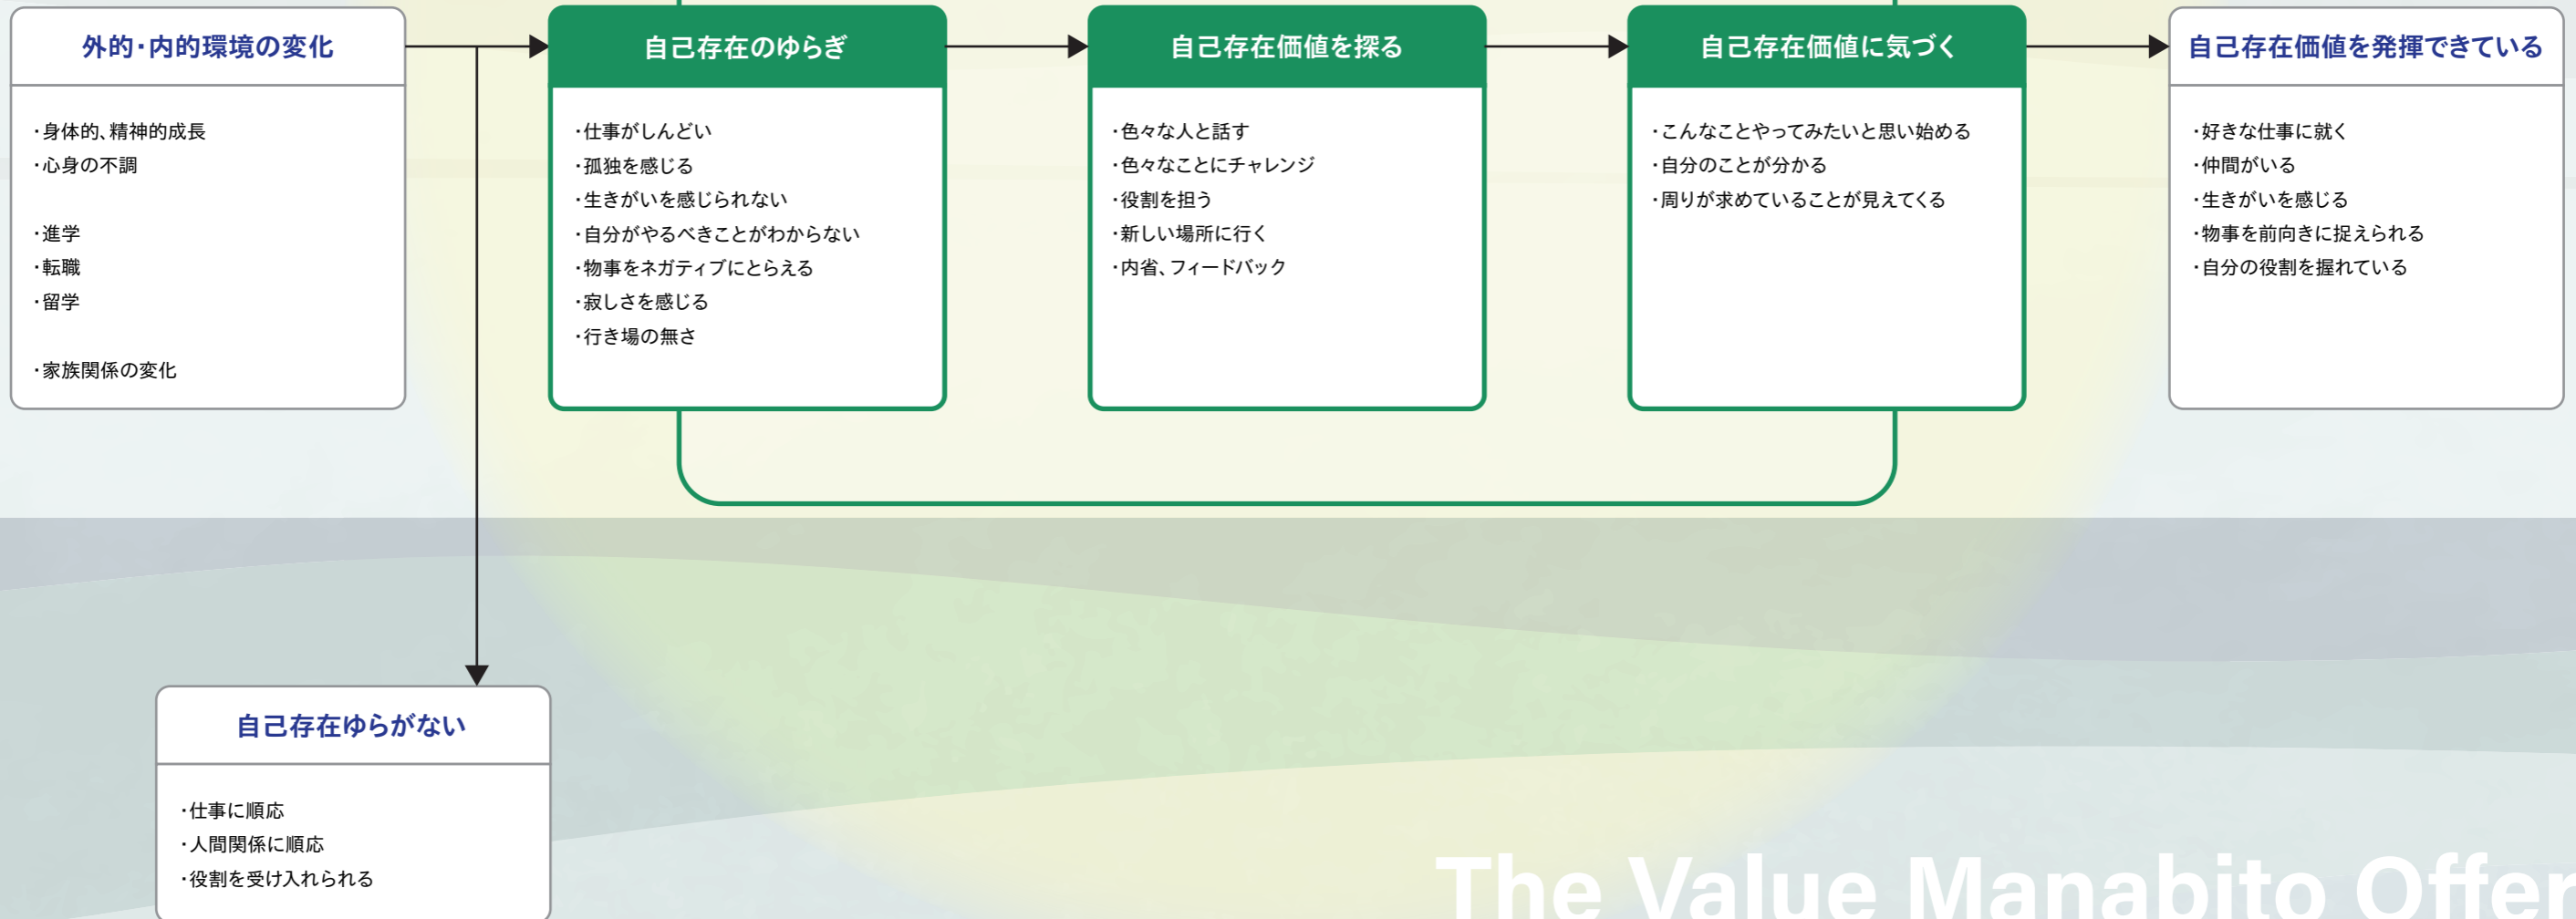 外的・内的環境の変化
・身体的、精神的成長
・心身の不調
・進学
・転職
・留学
・家族関係の変化
自己存在のゆらぎ
・仕事がしんどい
・孤独を感じる
・生きがいを感じられない
・自分がやるべきことがわからない
・物事をネガティブにとらえる
・寂しさを感じる
・行き場の無さ
自己存在価値を探る
・色々な人と話す
・色々なことにチャレンジ
・役割を担う
・新しい場所に行く
・内省、フィードバック
自己存在価値に気づく
・こんなことやってみたいと思い始める
・自分のことが分かる
・周りが求めていることが見えてくる
自己存在価値を発揮できている
・好きな仕事に就く
・仲間がいる
・生きがいを感じる
・物事を前向きに捉えられる
・自分の役割を握れている
自己存在ゆらがない
・仕事に順応
・人間関係に順応
・役割を受け入れられる
The Value Manabito Offer